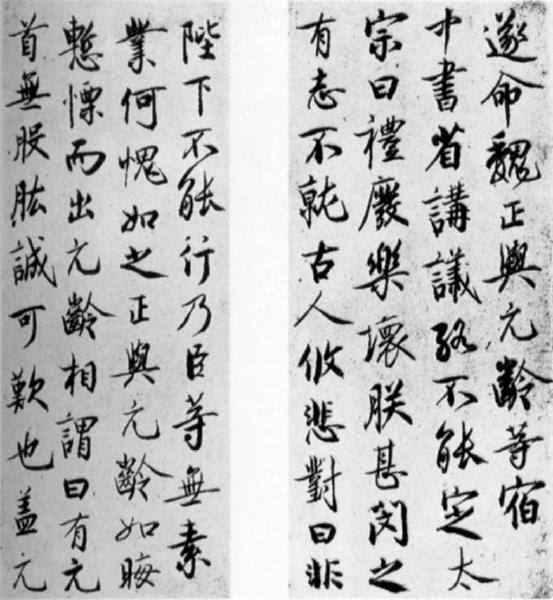 遂命魏正與元齡等宿
中書省講議終不能定太
宗曰禮廢樂壞朕甚閔之
有志不就古人攸悲對曰非
陛下不能行乃臣等無素
業何愧如之正與元齡如晦
慙慄而出元齡相謂曰有元
首無股肱誠可歎也盖元